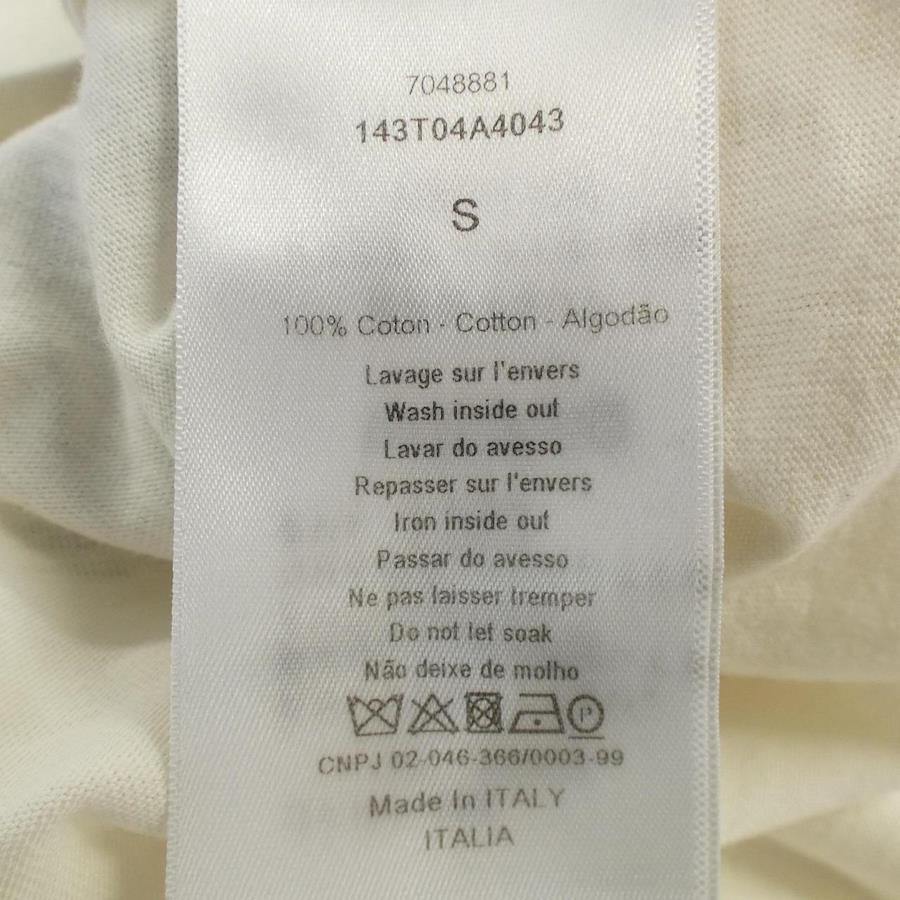 7048881
143T04A4043
S
100% Coton - Cotton - Algodão
Lavage sur l'envers
Wash inside out
Lavar do avesso
Repasser sur l'envers
Iron inside out
Passar do avesso
Ne pas laisser tremper
Do not let soak
Não deixe de molho
P
CNPJ 02-046-366/0003-99
Made In ITALY
ITALIA